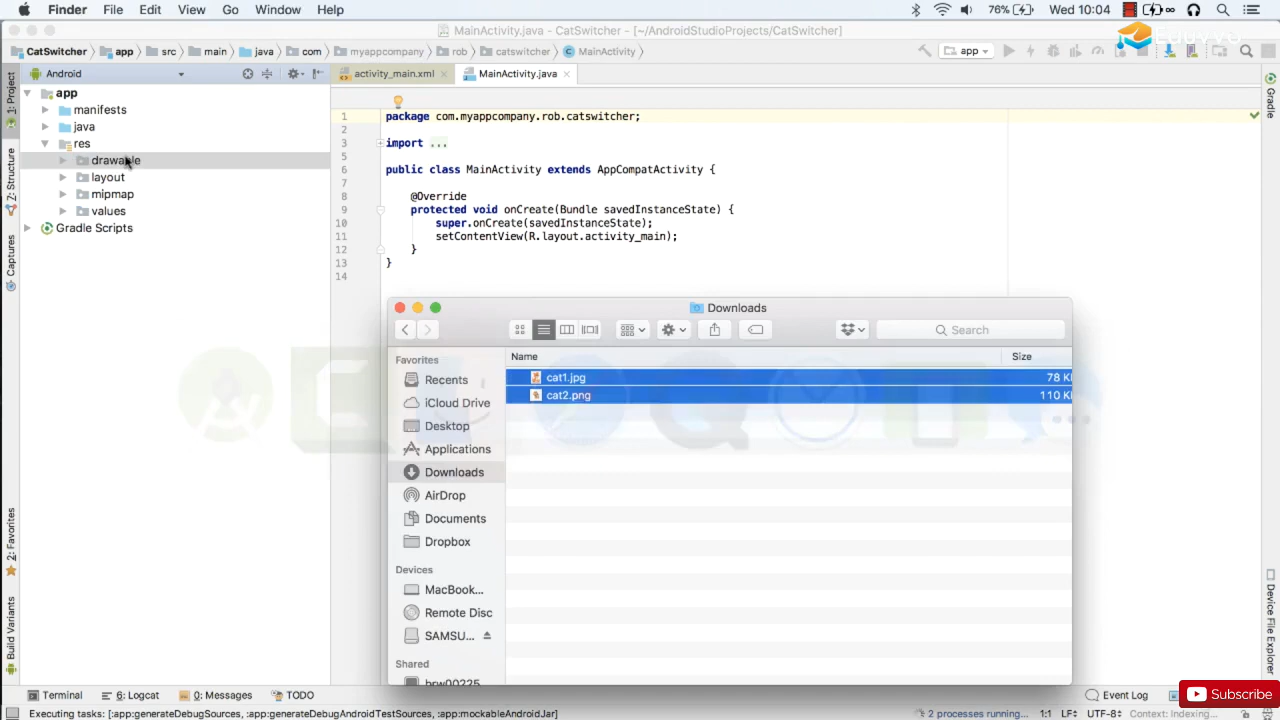 Finder File Edit View Go Window Help 76% Wed 10:04
MainActivity.java - CatSwitcher - [~/AndroidStudioProjects/CatSwitcher]
CatSwitcher app src main java com myappcompany rob catswitcher MainActivity app
Android activity_main.xml MainActivity.java
1: Project
Z: Structure
Captures
2: Favorites
Build Variants
app
manifests
java
res
drawable
layout
mipmap
values
Gradle Scripts
1 package com.myappcompany.rob.catswitcher;
2
3 import ...
5
6 public class MainActivity extends AppCompatActivity {
7
8 @Override
9 protected void onCreate(Bundle savedInstanceState) {
10 super.onCreate(savedInstanceState);
11 setContentView(R.layout.activity_main);
12 }
13 }
14
Gradle
Device File Explorer
Downloads
Search
Favorites
Recents
iCloud Drive
Desktop
Applications
Downloads
AirDrop
Documents
Dropbox
Devices
MacBook...
Remote Disc
SAMSU...
Shared
brw00225
Name Size
cat1.jpg 78 K
cat2.png 110 K
Terminal 6: Logcat 0: Messages TODO Event Log
Subscribe
Executing tasks: [:app:generateDebugSources, :app:generateDebugAndroidTestSources, :app:mockableAndroidJar] 2 processes running... 1:1 LF UTF-8 Context: Indexing...